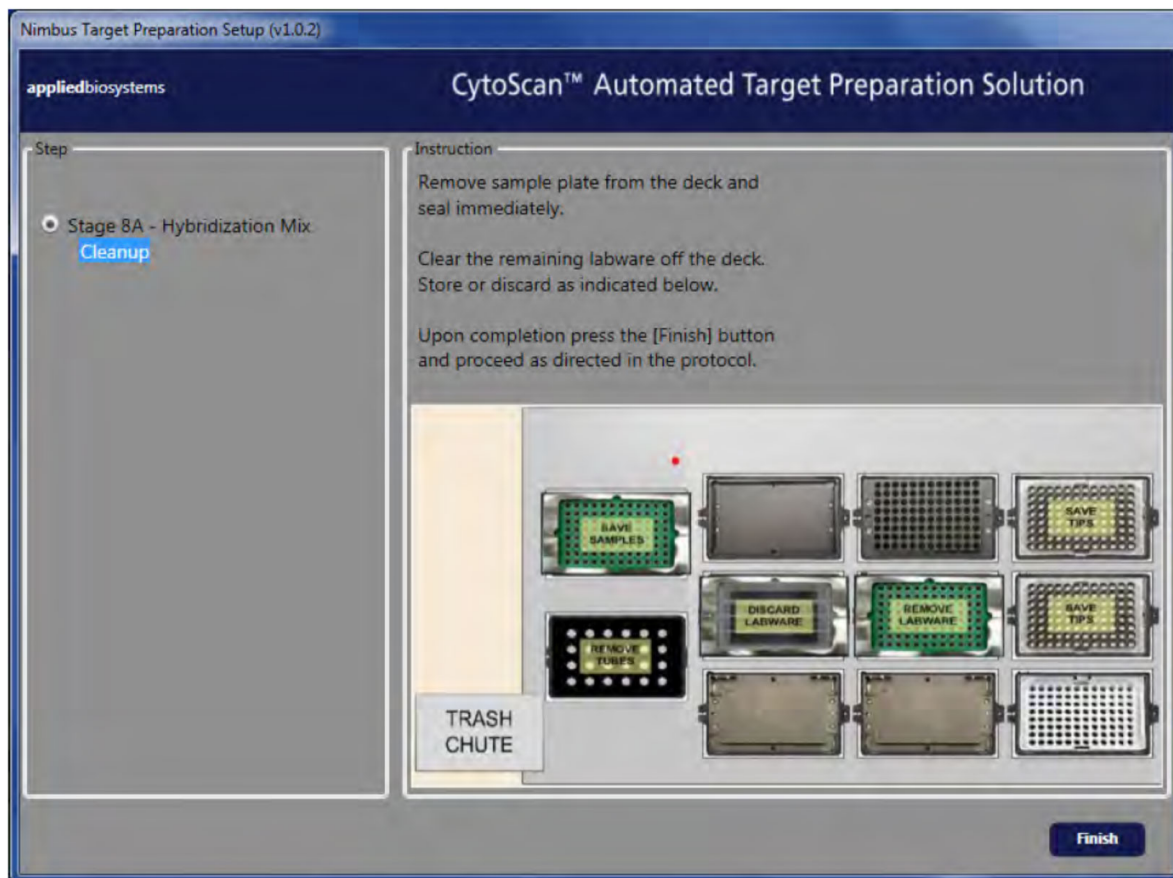 Nimbus Target Preparation Setup (v1.0.2)
appliedbiosystems
CytoScan™ Automated Target Preparation Solution
Step
Stage 8A - Hybridization Mix
Cleanup
Instruction
Remove sample plate from the deck and
seal immediately.
Clear the remaining labware off the deck.
Store or discard as indicated below.
Upon completion press the [Finish] button
and proceed as directed in the protocol.
SAVE
SAMPLES
SAVE
TIPS
DISCARD
LABWARE
REMOVE
LABWARE
SAVE
TIPS
REMOVE
TUBES
TRASH
CHUTE
Finish